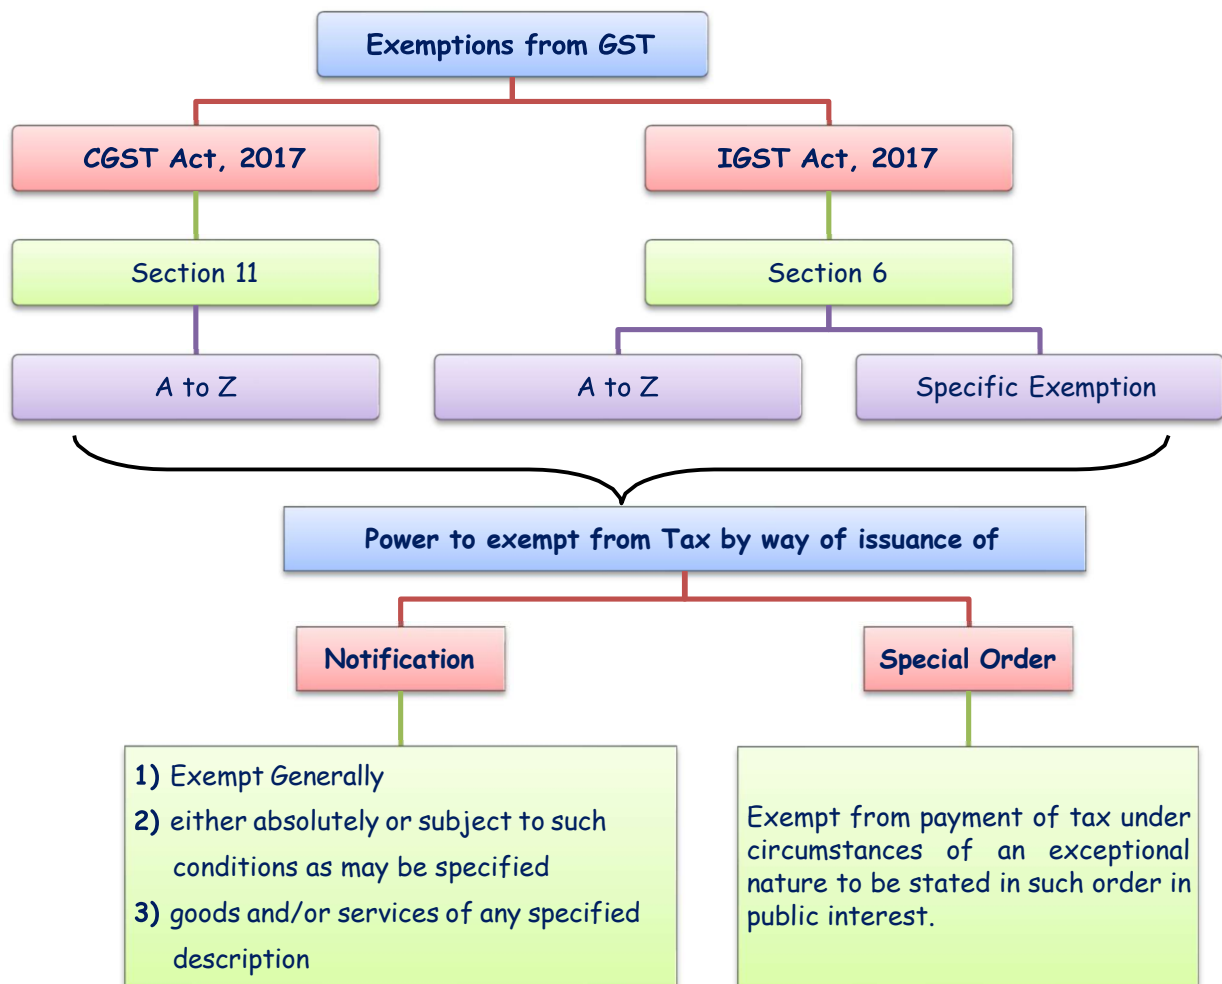 Exemptions from GST
CGST Act, 2017
IGST Act, 2017
Section 11
Section 6
A to Z
A to Z
Specific Exemption
Power to exempt from Tax by way of issuance of
Notification
Special Order
1) Exempt Generally
2) either absolutely or subject to such
conditions as may be specified
3) goods and/or services of any specified
description
Exempt from payment of tax under
circumstances of an exceptional
nature to be stated in such order in
public interest.